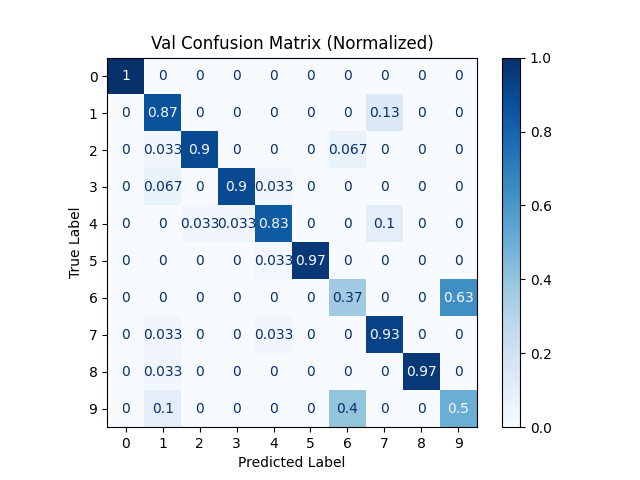 Val Confusion Matrix (Normalized)
0 1 0 0 0 0 0 0 0 0 0
1 0 0.87 0 0 0 0 0 0.13 0 0
2 0 0.033 0.9 0 0 0 0.067 0 0 0
3 0 0.067 0 0.9 0.033 0 0 0 0 0
4 0 0 0.033 0.033 0.83 0 0 0.1 0 0
5 0 0 0 0 0.033 0.97 0 0 0 0
6 0 0 0 0 0 0 0.37 0 0 0.63
7 0 0.033 0 0 0.033 0 0 0.93 0 0
8 0 0.033 0 0 0 0 0 0 0.97 0
9 0 0.1 0 0 0 0 0.4 0 0 0.5
0 1 2 3 4 5 6 7 8 9
Predicted Label
True Label
1.0
0.8
0.6
0.4
0.2
0.0